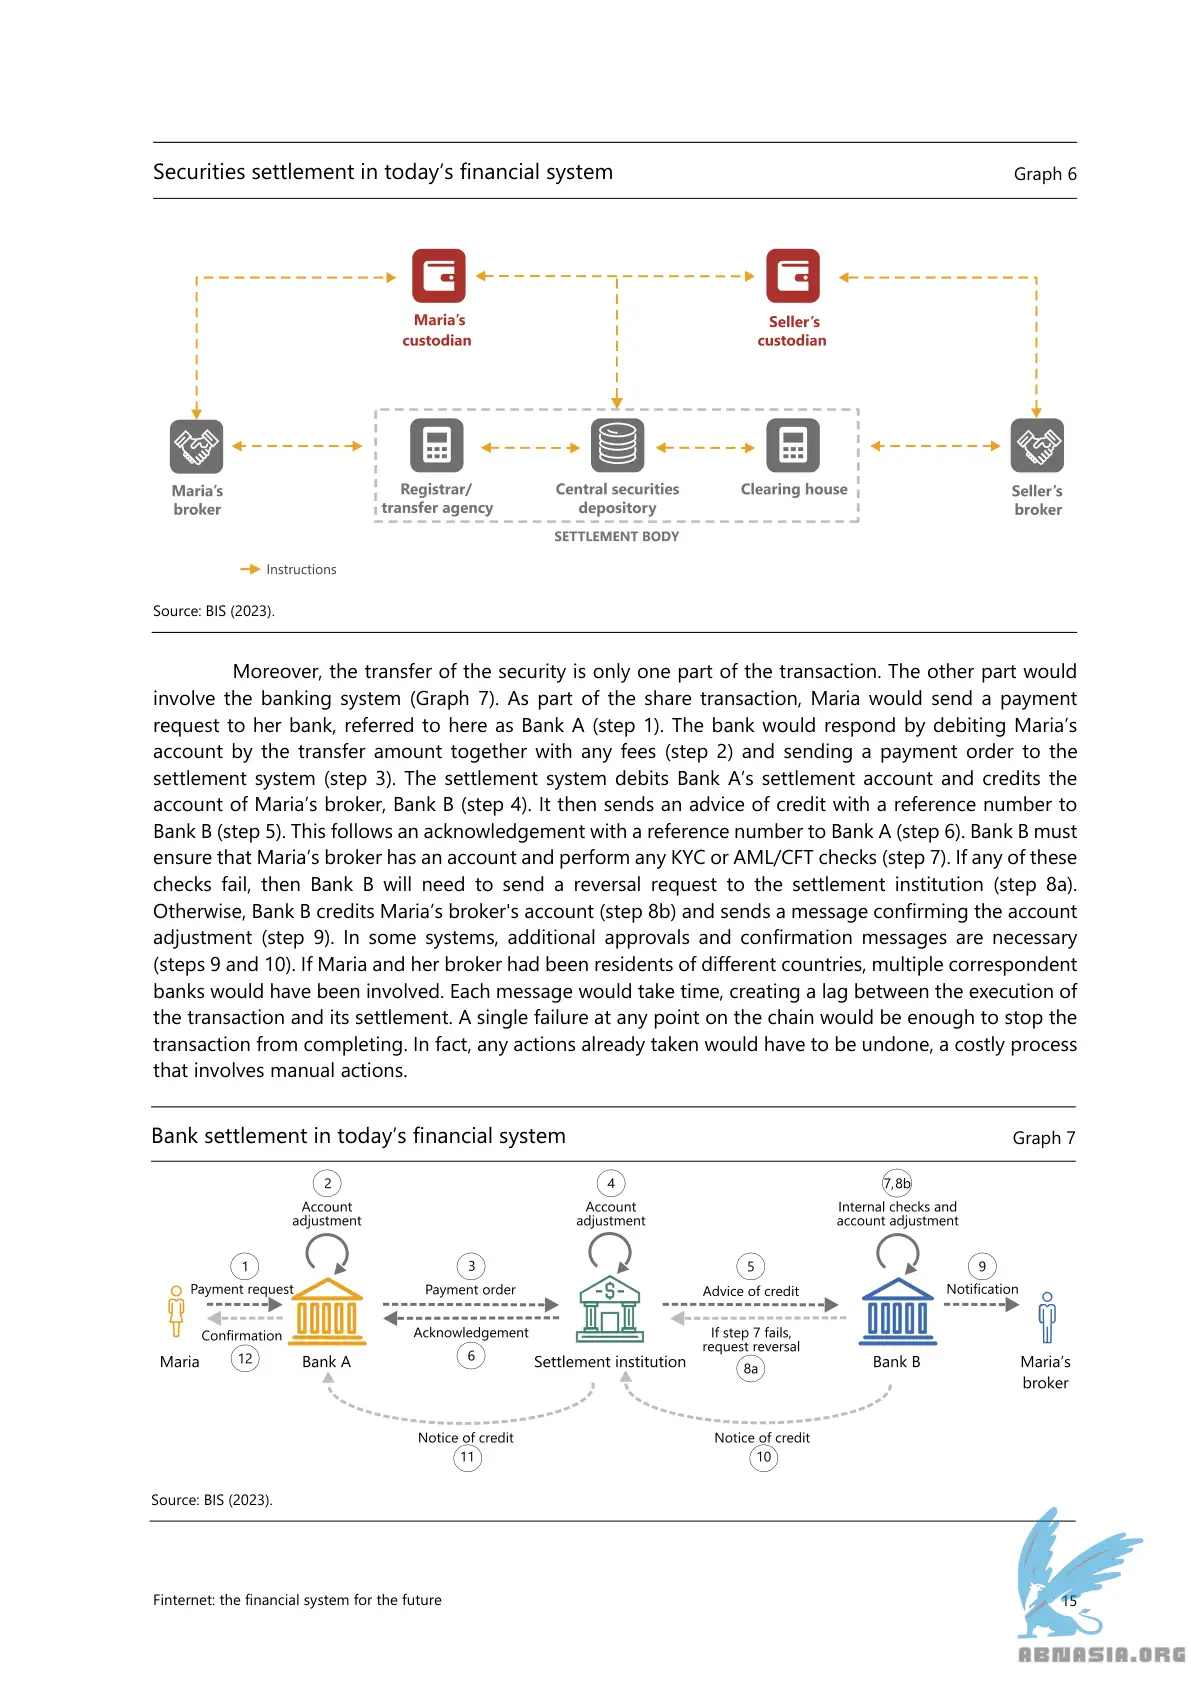 Securities settlement in today's financial system
Graph 6
Maria's
custodian
Seller's
custodian
Maria's
broker
Registrar/
transfer agency
Central securities
depository
Clearing house
Seller's
broker
SETTLEMENT BODY
Instructions
Source: BIS (2023).
Moreover, the transfer of the security is only one part of the transaction. The other part would
involve the banking system (Graph 7). As part of the share transaction, Maria would send a payment
request to her bank, referred to here as Bank A (step 1). The bank would respond by debiting Maria's
account by the transfer amount together with any fees (step 2) and sending a payment order to the
settlement system (step 3). The settlement system debits Bank A's settlement account and credits the
account of Maria's broker, Bank B (step 4). It then sends an advice of credit with a reference number to
Bank B (step 5). This follows an acknowledgement with a reference number to Bank A (step 6). Bank B must
ensure that Maria's broker has an account and perform any KYC or AML/CFT checks (step 7). If any of these
checks fail, then Bank B will need to send a reversal request to the settlement institution (step 8a).
Otherwise, Bank B credits Maria's broker's account (step 8b) and sends a message confirming the account
adjustment (step 9). In some systems, additional approvals and confirmation messages are necessary
(steps 9 and 10). If Maria and her broker had been residents of different countries, multiple correspondent
banks would have been involved. Each message would take time, creating a lag between the execution of
the transaction and its settlement. A single failure at any point on the chain would be enough to stop the
transaction from completing. In fact, any actions already taken would have to be undone, a costly process
that involves manual actions.
Bank settlement in today's financial system
Graph 7
2
Account
adjustment
4
Account
adjustment
7,8b
Internal checks and
account adjustment
1
Payment request
3
Payment order
5
Advice of credit
9
Notification
-$-
Confirmation
12
Acknowledgement
6
If step 7 fails,
request reversal
8a
Maria
Bank A
Settlement institution
Bank B
Maria's
broker
Notice of credit
11
Notice of credit
10
Source: BIS (2023).
Finternet: the financial system for the future
15
ABNASIA.ORG